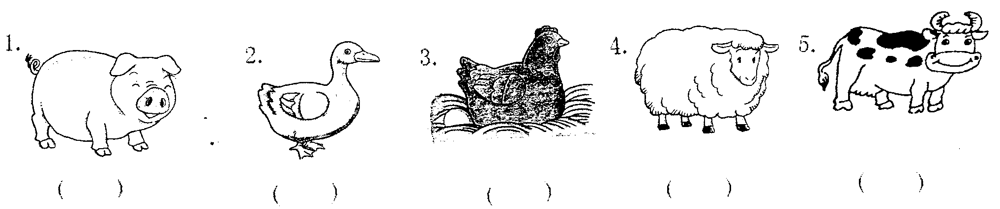 1. 2. 3. 4. 5.
( ) ( ) ( ) ( ) ( )